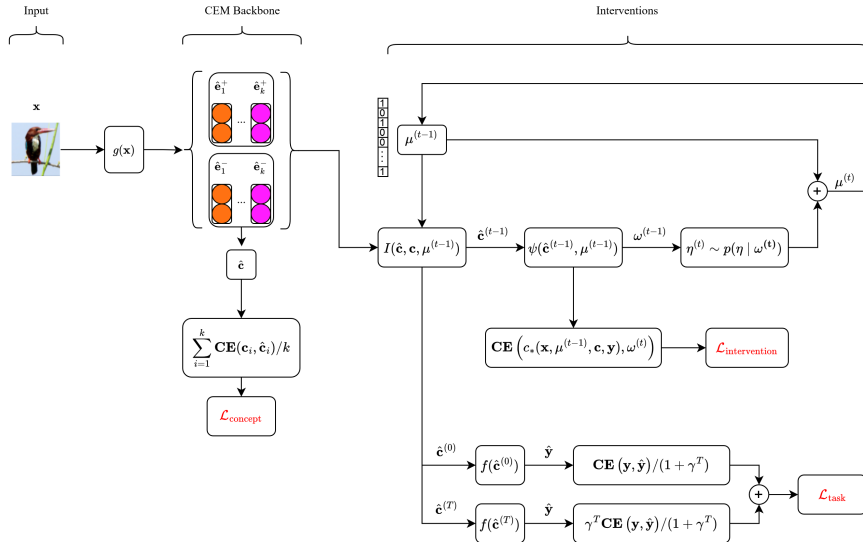 Input
CEM Backbone
Interventions
x
g(x)
ê₁⁺ ê_k⁺
...
ê₁⁻ ê_k⁻
...
ĉ
\sum_{i=1}^{k} CE(c_i, ĉ_i)/k
ℒ_concept
1
0
1
0
0
⋮
1
μ^{(t-1)}
+
μ^{(t)}
I(ĉ, c, μ^{(t-1)})
ĉ^{(t-1)}
ψ(ĉ^{(t-1)}, μ^{(t-1)})
ω^{(t-1)}
η^{(t)} ∼ p(η | ω^{(t)})
CE(c_*(x, μ^{(t-1)}, c, y), ω^{(t)})
ℒ_intervention
ĉ^{(0)}
f(ĉ^{(0)})
ŷ
CE(y, ŷ)/(1 + γ^T)
ĉ^{(T)}
f(ĉ^{(T)})
ŷ
γ^T CE(y, ŷ)/(1 + γ^T)
+
ℒ_task